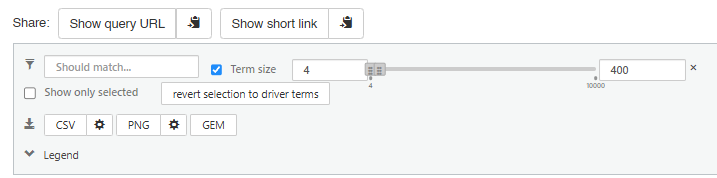 Share: Show query URL Show short link
Should match... Term size 4 400 ×
4 10000
Show only selected revert selection to driver terms
CSV PNG GEM
Legend